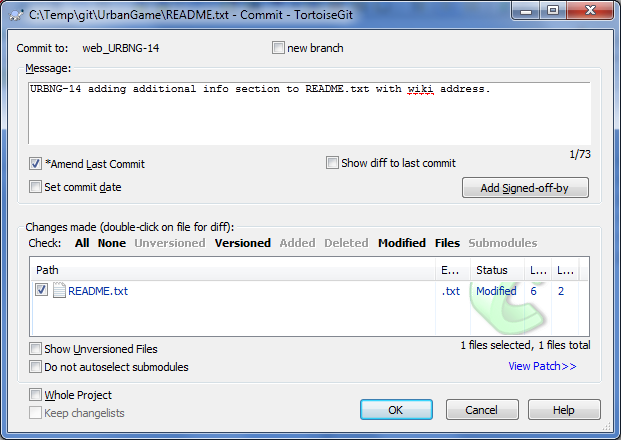 C:\Temp\git\UrbanGame\README.txt - Commit - TortoiseGit
Commit to: web_URBNG-14 new branch
Message:
URBNG-14 adding additional info section to README.txt with wiki address.
1/73
*Amend Last Commit Show diff to last commit
Set commit date Add Signed-off-by
Changes made (double-click on file for diff):
Check: All None Unversioned Versioned Added Deleted Modified Files Submodules
Path E... Status L... L...
README.txt .txt Modified 6 2
Show Unversioned Files 1 files selected, 1 files total
Do not autoselect submodules View Patch>>
Whole Project
Keep changelists OK Cancel Help